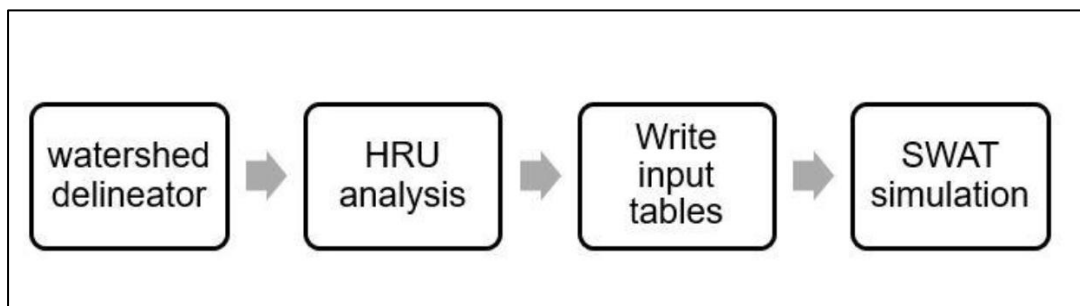 watershed
delineator
HRU
analysis
Write
input
tables
SWAT
simulation